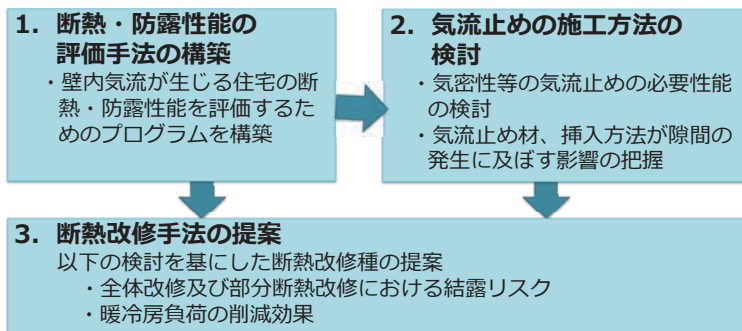 1. 断熱・防露性能の
評価手法の構築
・壁内気流が生じる住宅の断
熱・防露性能を評価するた
めのプログラムを構築
2. 気流止めの施工方法の
検討
・気密性等の気流止めの必要性能
の検討
・気流止め材、挿入方法が隙間の
発生に及ぼす影響の把握
3. 断熱改修手法の提案
以下の検討を基にした断熱改修種の提案
・全体改修及び部分断熱改修における結露リスク
・暖冷房負荷の削減効果